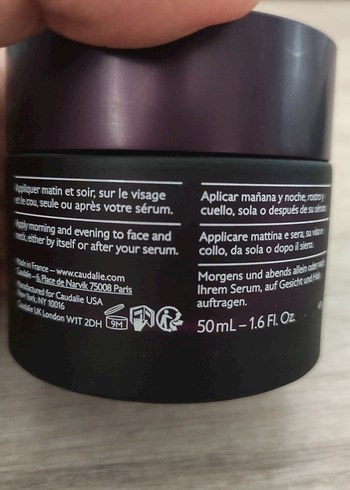 Appliquer matin et soir, sur le visage
et le cou, seule ou après votre sérum.
Apply morning and evening to face and
neck, either by itself or after your serum.
Made in France – www.caudalie.com
Caudalie – 6, Place de Narvik 75008 Paris
Manufactured for Caudalie USA
New York, NY 10016
Caudalie UK London W1T 2DH
9M
Aplicar mañana y noche, rostro y
cuello, sola o después de su sérum.
Applicare mattina e sera, su viso e
collo, da sola o dopo il siero.
Morgens und abends allein oder nach
Ihrem Serum, auf Gesicht und Hals
auftragen.
50 mL – 1.6 Fl. Oz.